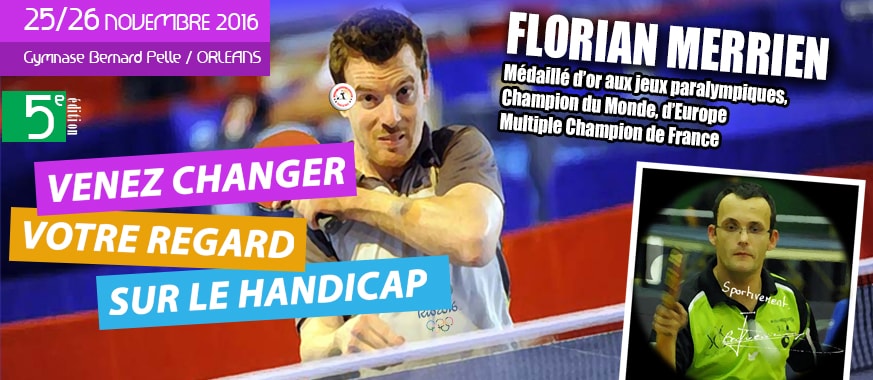 25/26 NOVEMBRE 2016
Gymnase Bernard Pelle / ORLEANS
5e
édition
FLORIAN MERRIEN
Médaillé d'or aux jeux paralympiques,
Champion du Monde, d'Europe
Multiple Champion de France
VENEZ CHANGER
VOTRE REGARD
SUR LE HANDICAP
Sportivement